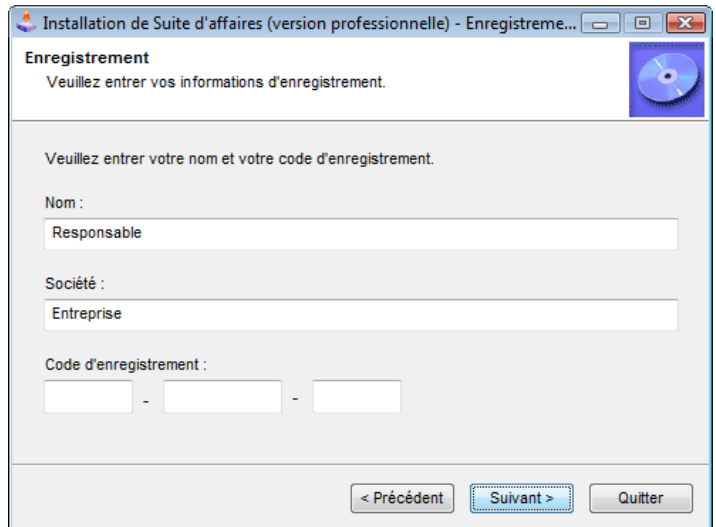 Installation de Suite d'affaires (version professionnelle) - Enregistreme...
Enregistrement
Veuillez entrer vos informations d'enregistrement.
Veuillez entrer votre nom et votre code d'enregistrement.
Nom :
Responsable
Société :
Entreprise
Code d'enregistrement :
- -
< Précédent Suivant > Quitter